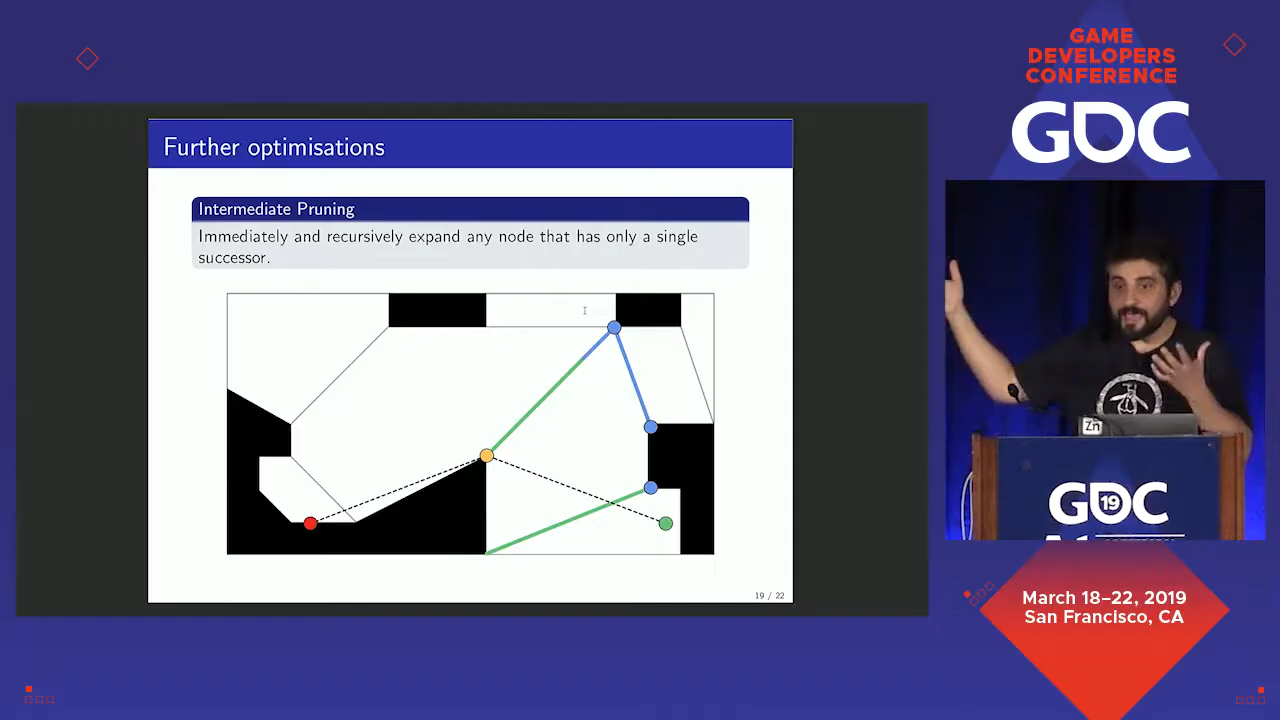 GAME
DEVELOPERS
CONFERENCE
GDC
Further optimisations
Intermediate Pruning
Immediately and recursively expand any node that has only a single
successor.
19 / 22
Zn
GDC
19
March 18–22, 2019
San Francisco, CA